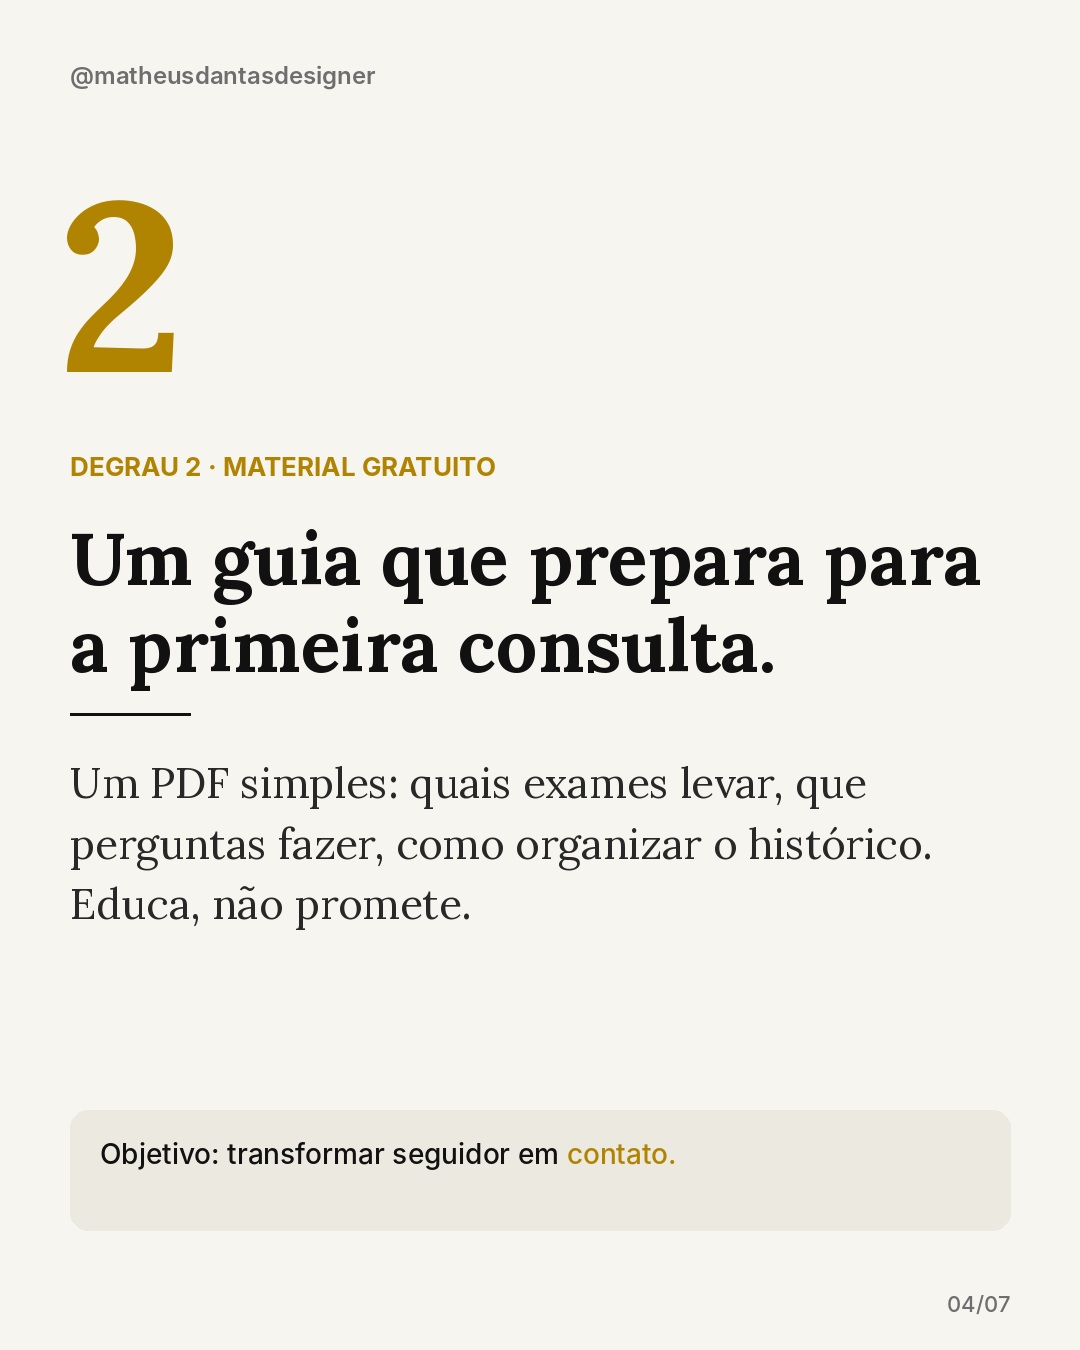 @matheusdantasdesigner
2
DEGRAU 2 · MATERIAL GRATUITO
Um guia que prepara para
a primeira consulta.
Um PDF simples: quais exames levar, que
perguntas fazer, como organizar o histórico.
Educa, não promete.
Objetivo: transformar seguidor em contato.
04/07